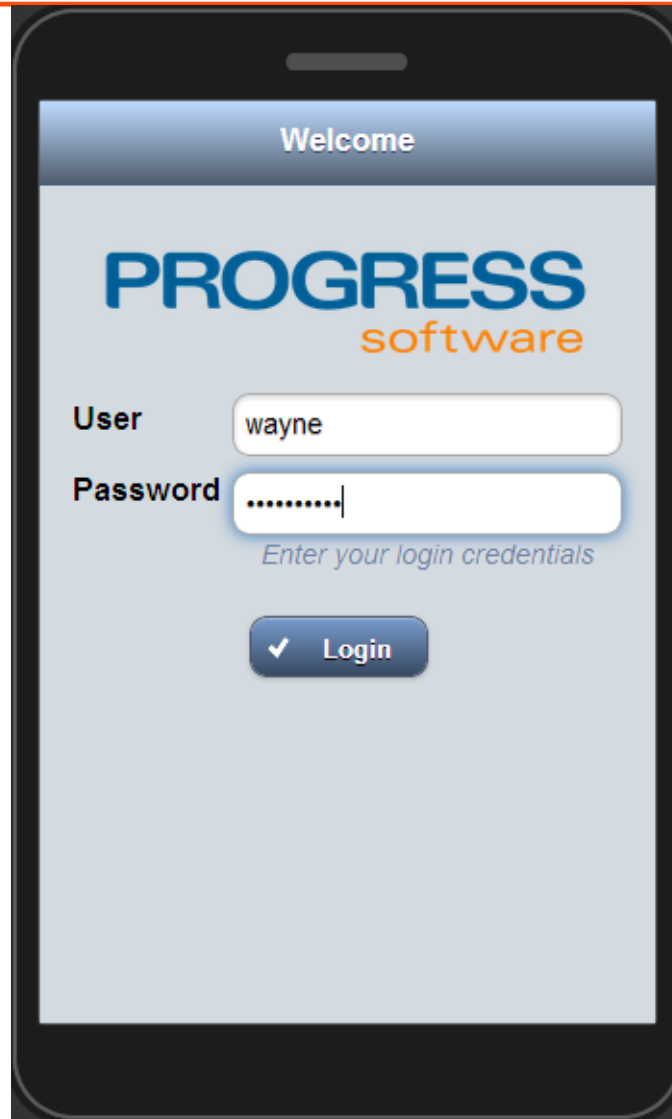 Welcome
PROGRESS
software
User wayne
Password ••••••••••
Enter your login credentials
Login